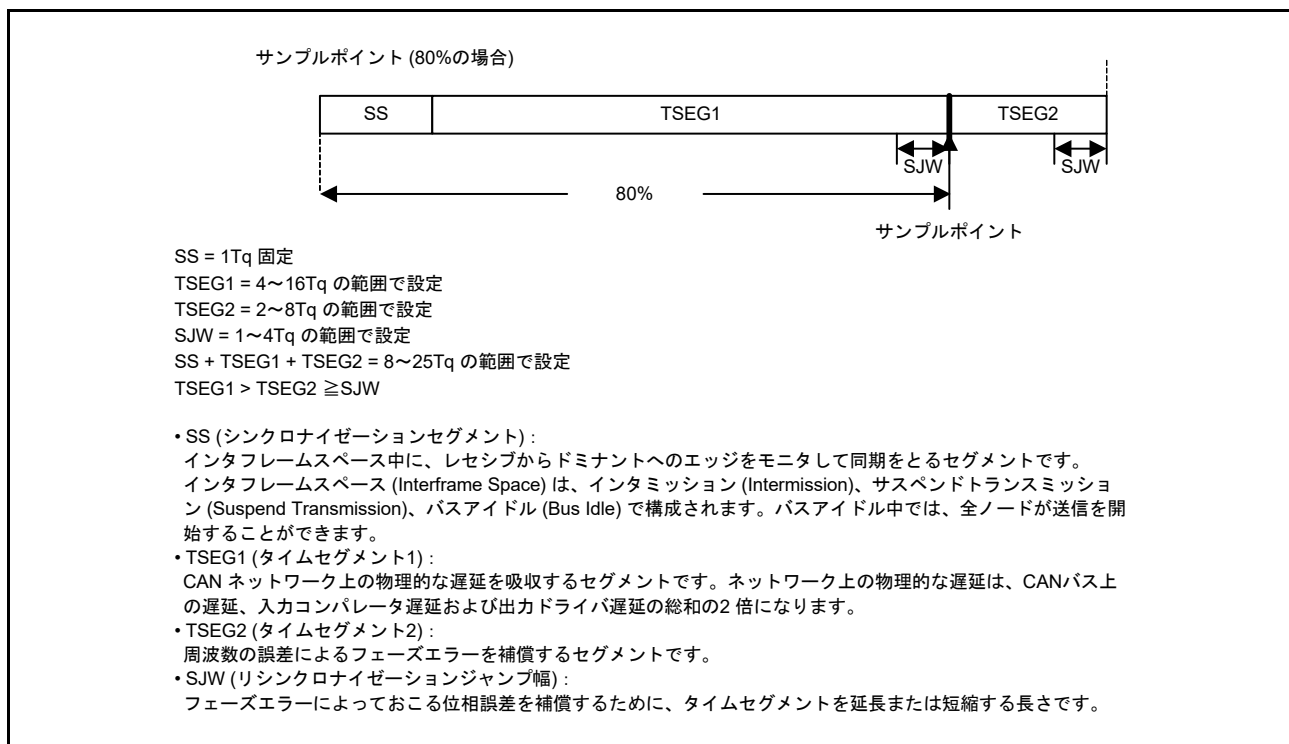 サンプルポイント (80%の場合)
SS
TSEG1
TSEG2
SJW
SJW
80%
サンプルポイント
SS = 1Tq 固定
TSEG1 = 4～16Tq の範囲で設定
TSEG2 = 2～8Tq の範囲で設定
SJW = 1～4Tq の範囲で設定
SS + TSEG1 + TSEG2 = 8～25Tq の範囲で設定
TSEG1 > TSEG2 ≧SJW
• SS (シンクロナイゼーションセグメント) :
インタフレームスペース中に、レセシブからドミナントへのエッジをモニタして同期をとるセグメントです。
インタフレームスペース (Interframe Space) は、インタミッション (Intermission)、サスペンドトランスミッショ
ン (Suspend Transmission)、バスアイドル (Bus Idle) で構成されます。バスアイドル中では、全ノードが送信を開
始することができます。
• TSEG1 (タイムセグメント1) :
CAN ネットワーク上の物理的な遅延を吸収するセグメントです。ネットワーク上の物理的な遅延は、CANバス上
の遅延、入力コンパレータ遅延および出力ドライバ遅延の総和の2 倍になります。
• TSEG2 (タイムセグメント2) :
周波数の誤差によるフェーズエラーを補償するセグメントです。
• SJW (リシンクロナイゼーションジャンプ幅) :
フェーズエラーによっておこる位相誤差を補償するために、タイムセグメントを延長または短縮する長さです。